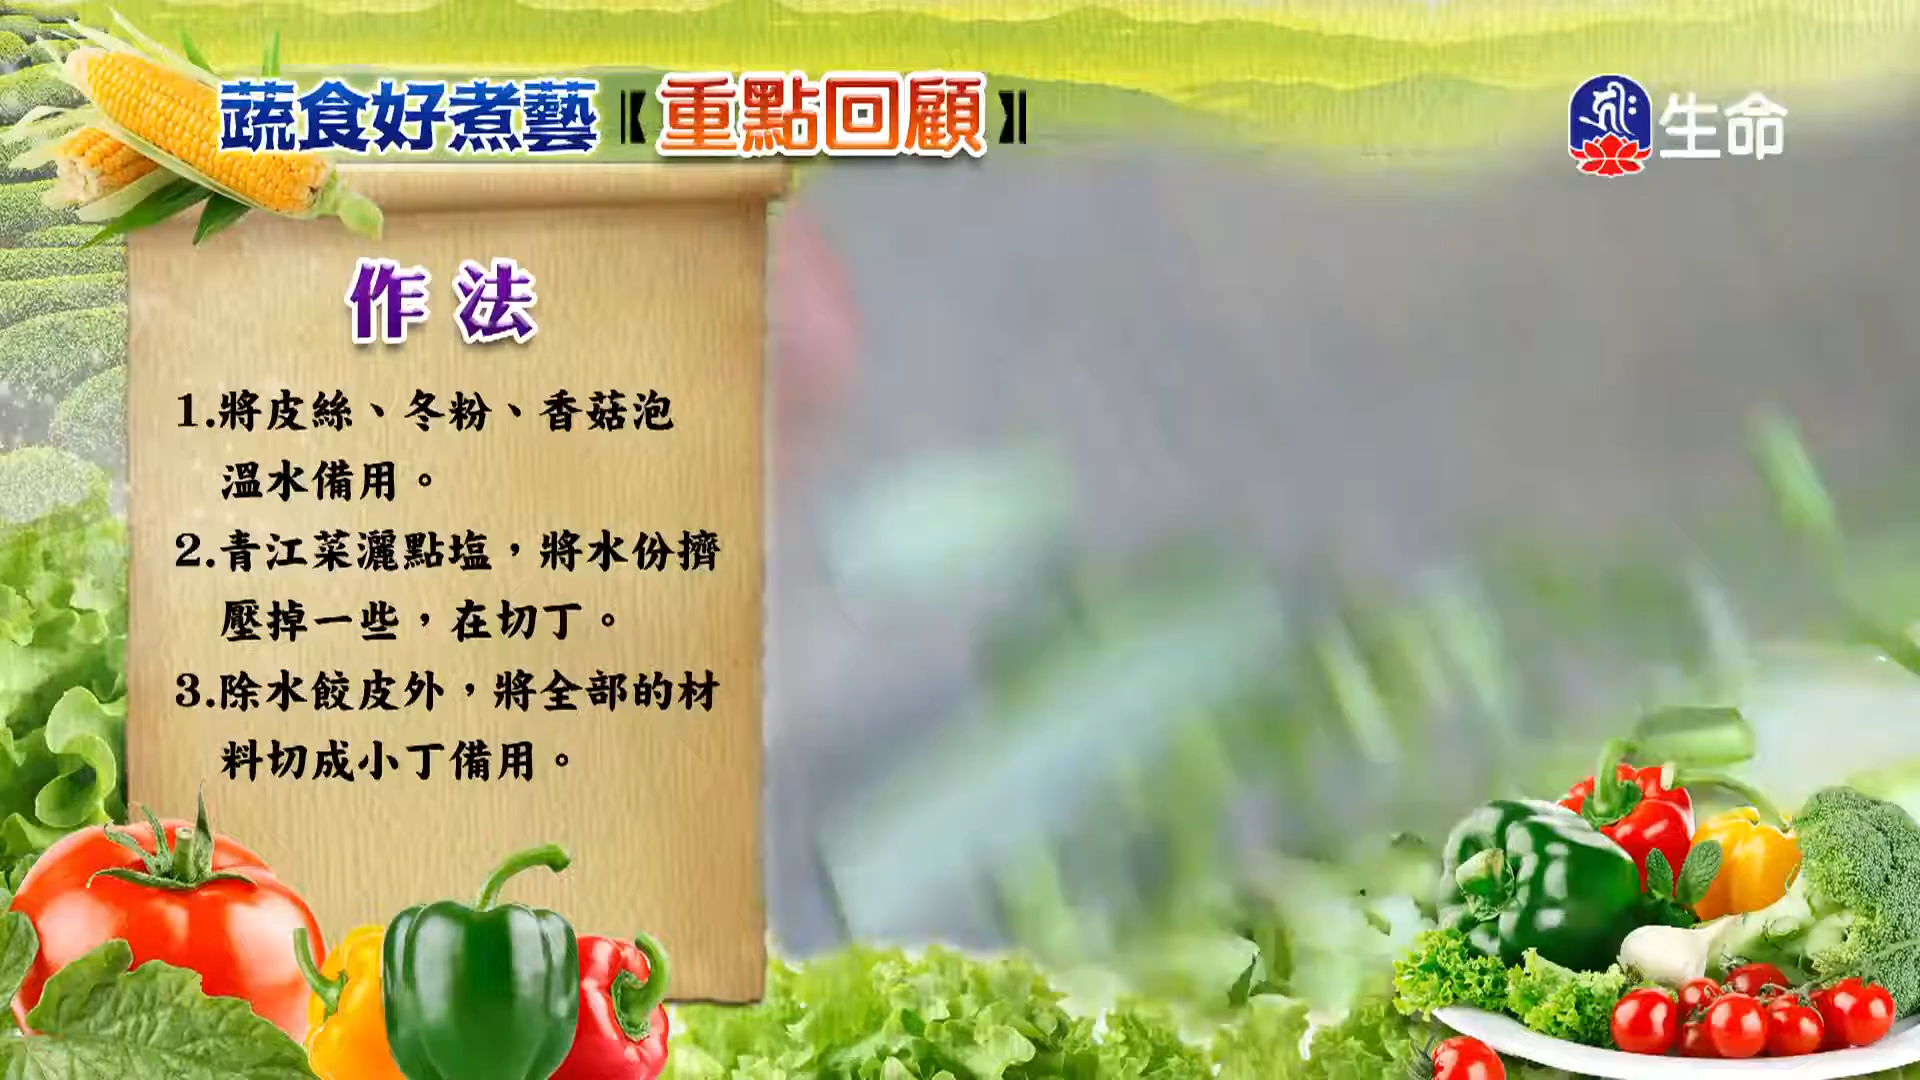 蔬食好煮藝【重點回顧】
生命
作法
1.將皮絲、冬粉、香菇泡
溫水備用。
2.青江菜灑點塩，將水份擠
壓掉一些，在切丁。
3.除水餃皮外，將全部的材
料切成小丁備用。